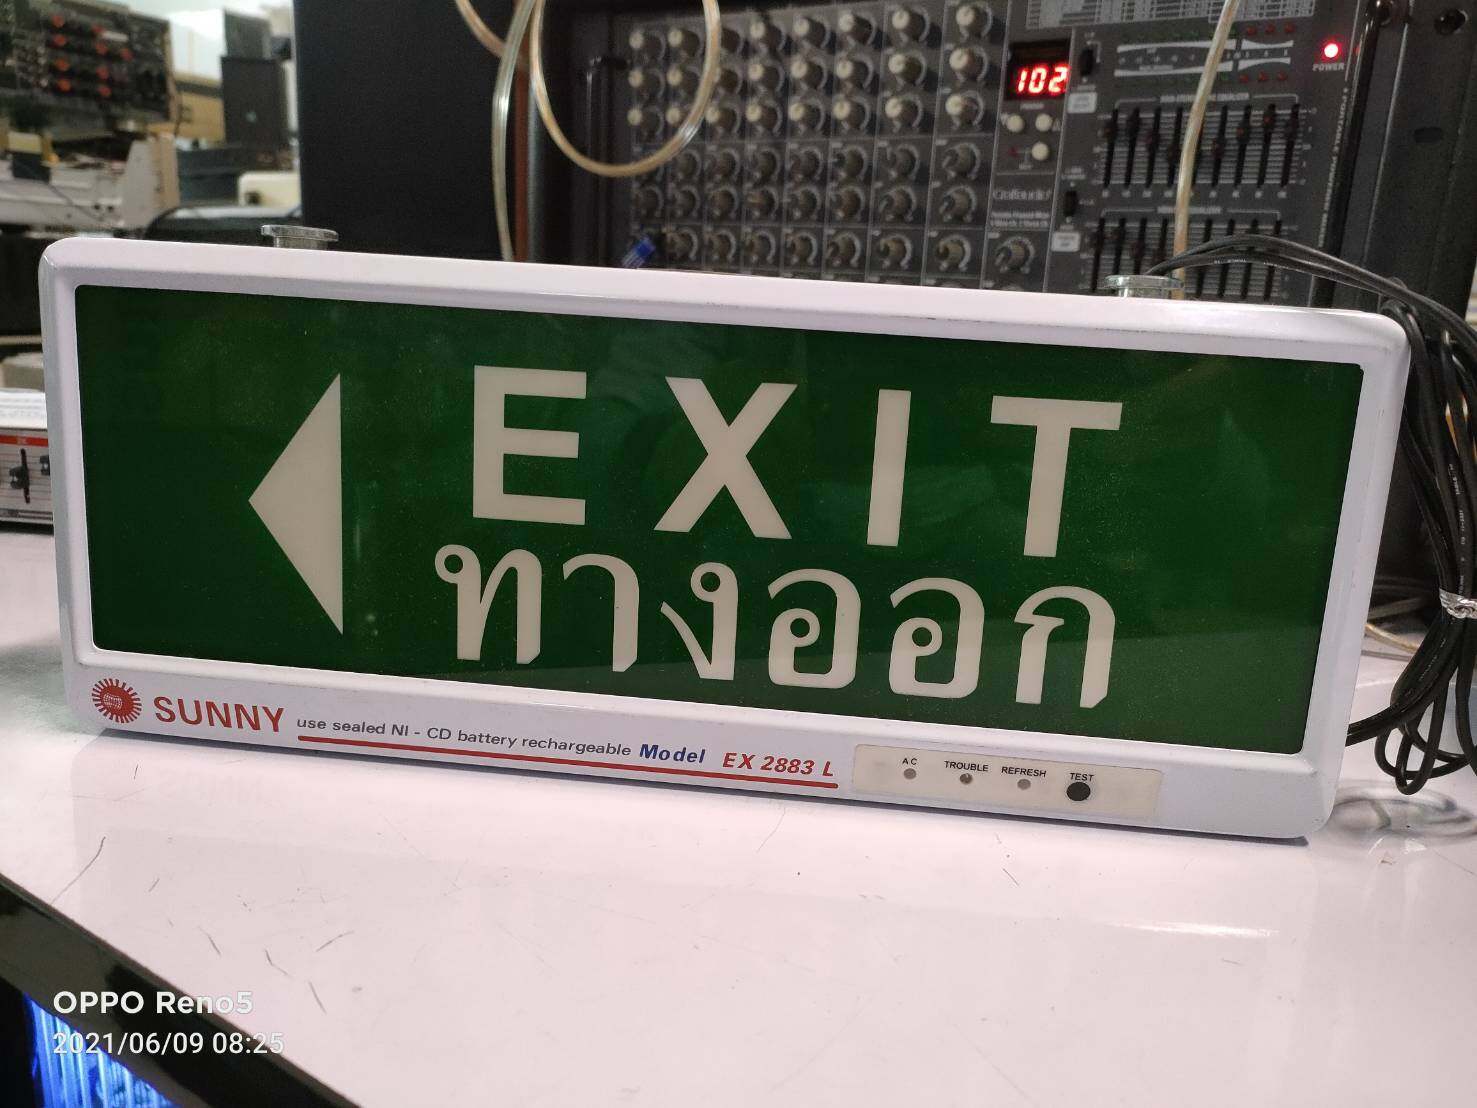 102
POWER
EXIT
ทางออก
SUNNY use sealed NI - CD battery rechargeable Model EX 2883 L
AC TROUBLE REFRESH TEST
OPPO Reno5
2021/06/09 08:25